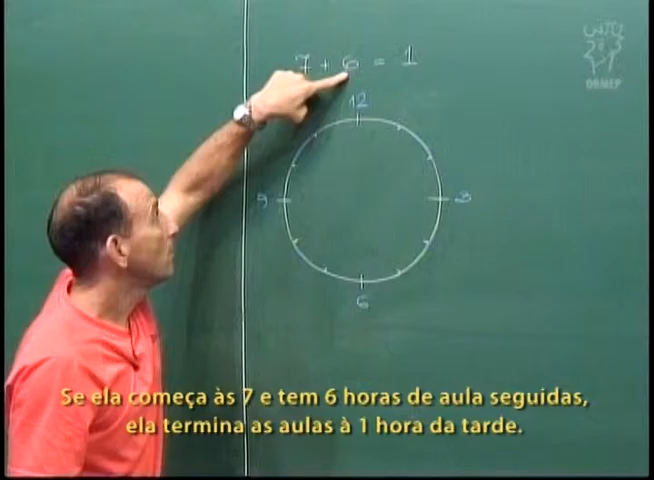 OBMEP
7 + 6 = 1
12
9 3
6
Se ela começa às 7 e tem 6 horas de aula seguidas,
ela termina as aulas à 1 hora da tarde.